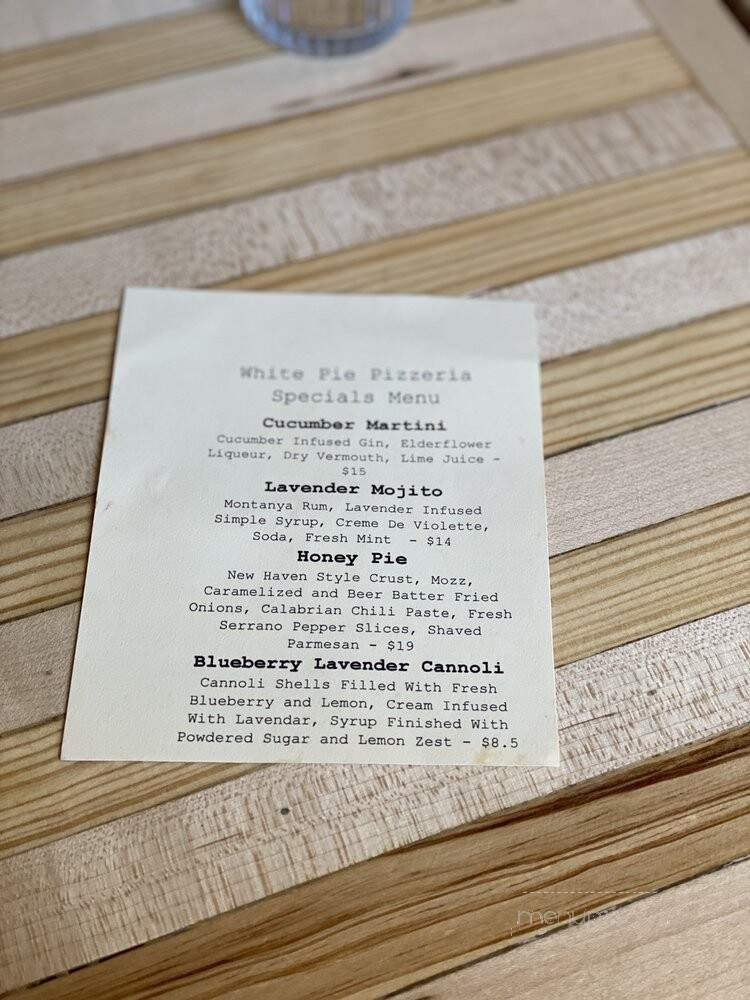 White Pie Pizzeria
Specials Menu
Cucumber Martini
Cucumber Infused Gin, Elderflower
Liqueur, Dry Vermouth, Lime Juice -
$15
Lavender Mojito
Montanya Rum, Lavender Infused
Simple Syrup, Creme De Violette,
Soda, Fresh Mint - $14
Honey Pie
New Haven Style Crust, Mozz,
Caramelized and Beer Batter Fried
Onions, Calabrian Chili Paste, Fresh
Serrano Pepper Slices, Shaved
Parmesan - $19
Blueberry Lavender Cannoli
Cannoli Shells Filled With Fresh
Blueberry and Lemon, Cream Infused
With Lavendar, Syrup Finished With
Powdered Sugar and Lemon Zest - $8.5